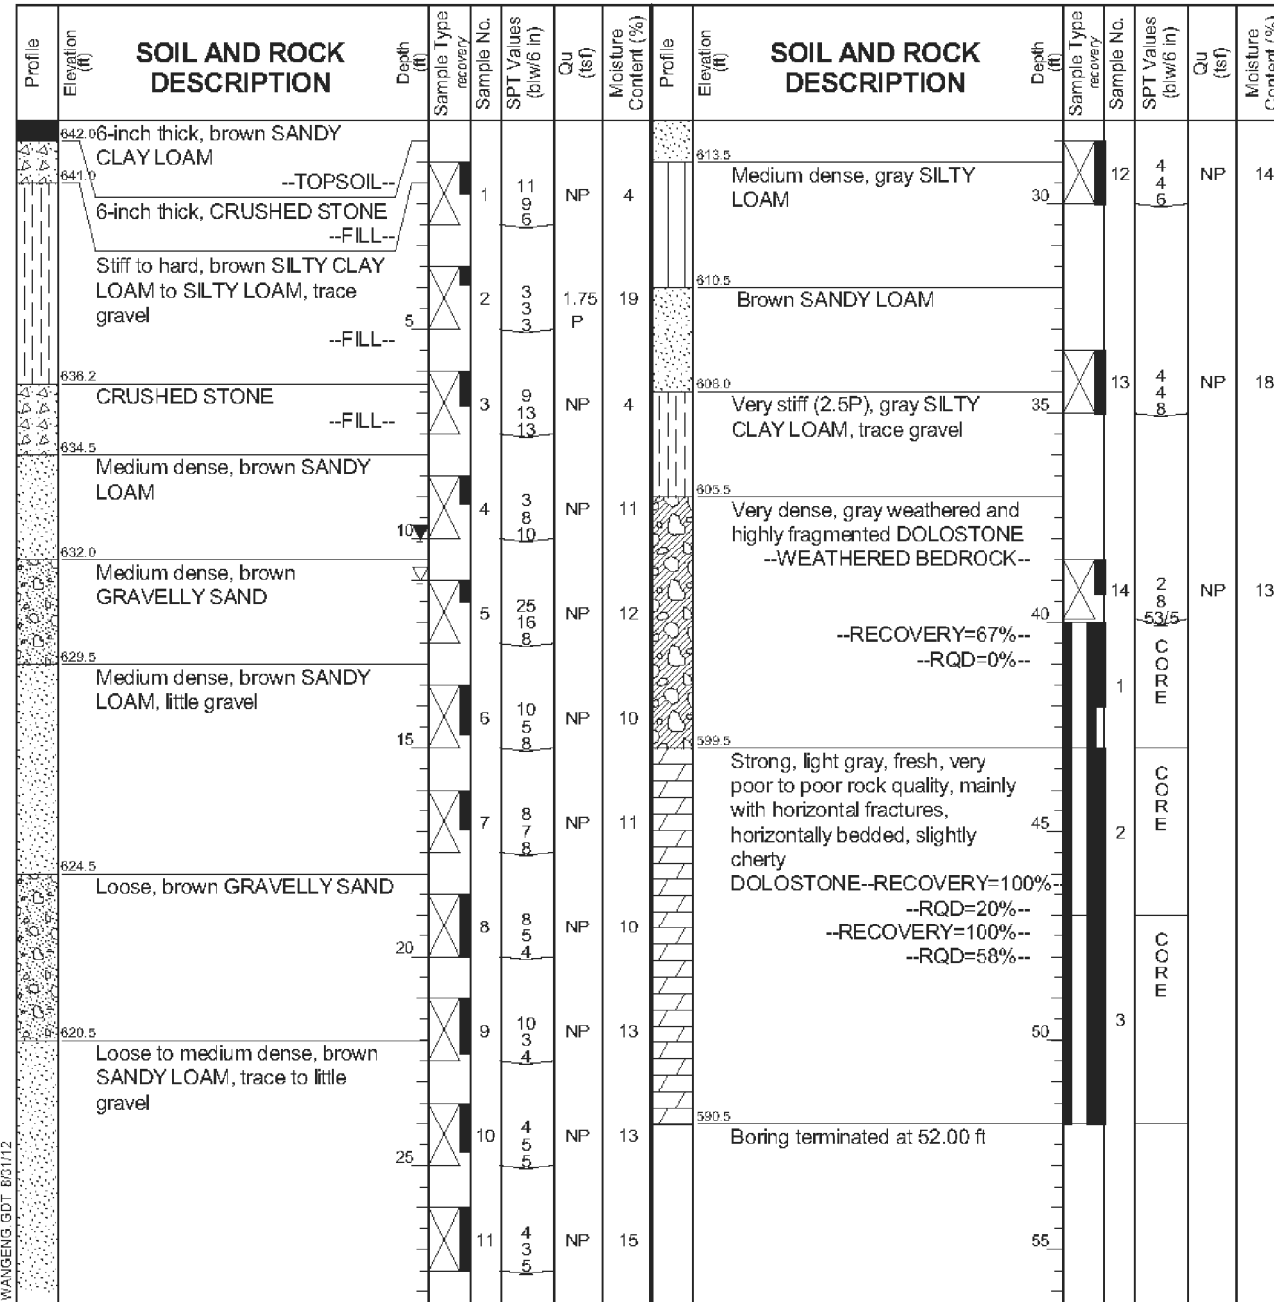 Profile
Elevation (ft)
SOIL AND ROCK DESCRIPTION
Depth (ft)
Sample Type
recovery
Sample No.
SPT Values (blw/6 in)
Qu (tsf)
Moisture Content (%)
642.0 6-inch thick, brown SANDY
CLAY LOAM
--TOPSOIL--
641.0
6-inch thick, CRUSHED STONE
--FILL--
1 11 9 6 NP 4
Stiff to hard, brown SILTY CLAY
LOAM to SILTY LOAM, trace
gravel
--FILL--
5
2 3 3 3 1.75 P 19
636.2
CRUSHED STONE
--FILL--
3 9 13 13 NP 4
634.5
Medium dense, brown SANDY
LOAM
10
4 3 8 10 NP 11
632.0
Medium dense, brown
GRAVELLY SAND
5 25 16 8 NP 12
629.5
Medium dense, brown SANDY
LOAM, little gravel
15
6 10 5 8 NP 10
7 8 7 8 NP 11
624.5
Loose, brown GRAVELLY SAND
20
8 8 5 4 NP 10
9 10 3 4 NP 13
620.5
Loose to medium dense, brown
SANDY LOAM, trace to little
gravel
25
10 4 5 5 NP 13
11 4 3 5 NP 15
WANGENG.GDT 8/31/12
Profile
Elevation (ft)
SOIL AND ROCK DESCRIPTION
Depth (ft)
Sample Type
recovery
Sample No.
SPT Values (blw/6 in)
Qu (tsf)
Moisture Content (%)
613.5
Medium dense, gray SILTY
LOAM
30
12 4 4 6 NP 14
610.5
Brown SANDY LOAM
13 4 4 8 NP 18
608.0
Very stiff (2.5P), gray SILTY
CLAY LOAM, trace gravel
35
605.5
Very dense, gray weathered and
highly fragmented DOLOSTONE
--WEATHERED BEDROCK--
40
14 2 8 53/5 NP 13
--RECOVERY=67%--
--RQD=0%--
1 CORE
599.5
Strong, light gray, fresh, very
poor to poor rock quality, mainly
with horizontal fractures,
horizontally bedded, slightly
cherty
45
2 CORE
DOLOSTONE--RECOVERY=100%--
--RQD=20%--
--RECOVERY=100%--
--RQD=58%--
50
3 CORE
590.5
Boring terminated at 52.00 ft
55